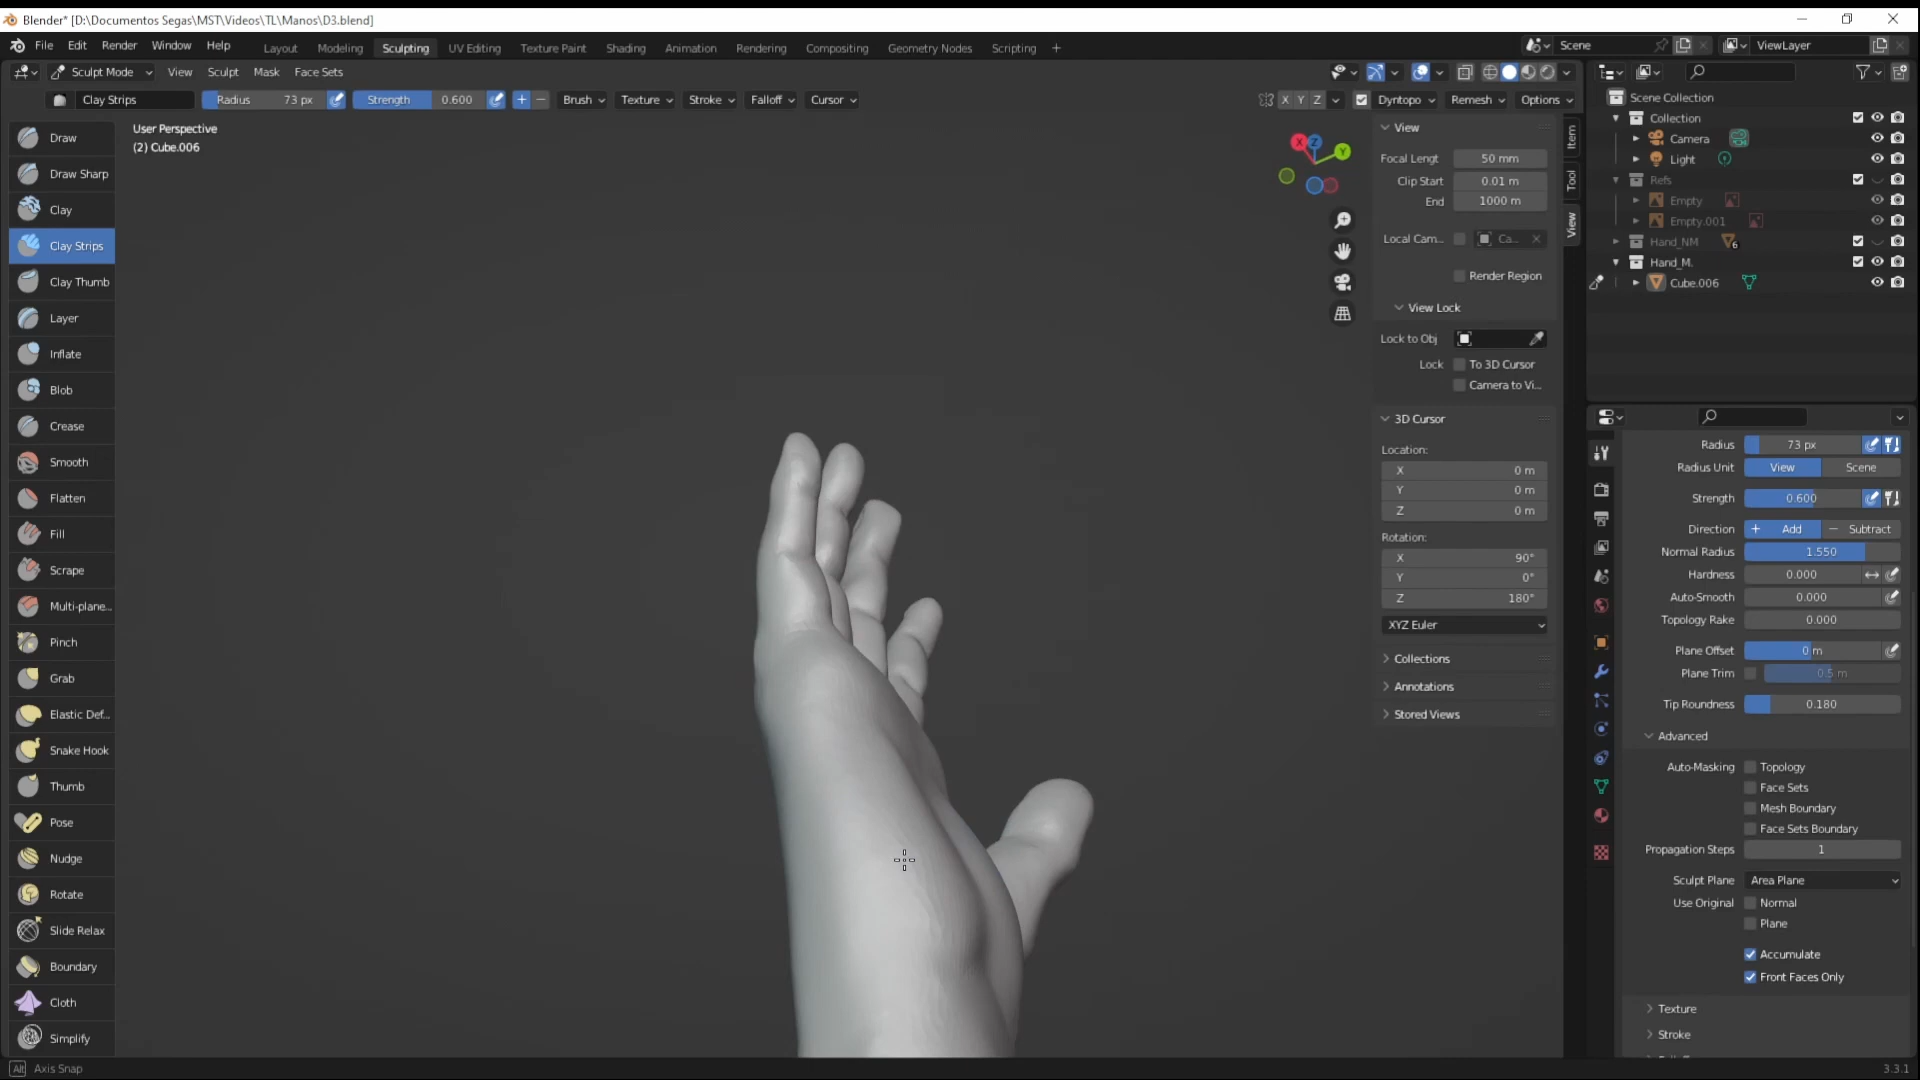 Blender* [D:\Documentos Segas\MST\Videos\TL\Manos\D3.blend]
File Edit Render Window Help Layout Modeling Sculpting UV Editing Texture Paint Shading Animation Rendering Compositing Geometry Nodes Scripting + Scene ViewLayer
Sculpt Mode View Sculpt Mask Face Sets
Clay Strips Radius 73 px Strength 0.600 + − Brush Texture Stroke Falloff Cursor X Y Z Dyntopo Remesh Options
Draw
Draw Sharp
Clay
Clay Strips
Clay Thumb
Layer
Inflate
Blob
Crease
Smooth
Flatten
Fill
Scrape
Multi-plane...
Pinch
Grab
Elastic Def...
Snake Hook
Thumb
Pose
Nudge
Rotate
Slide Relax
Boundary
Cloth
Simplify
User Perspective
(2) Cube.006
X Z Y
View
Focal Lengt 50 mm
Clip Start 0.01 m
End 1000 m
Local Cam... Ca...
Render Region
View Lock
Lock to Obj
Lock To 3D Cursor
Camera to Vi...
3D Cursor
Location:
X 0 m
Y 0 m
Z 0 m
Rotation:
X 90°
Y 0°
Z 180°
XYZ Euler
Collections
Annotations
Stored Views
Item
Tool
View
Scene Collection
Collection
Camera
Light
Refs
Empty
Empty.001
Hand_NM 6
Hand_M.
Cube.006
Radius 73 px
Radius Unit View Scene
Strength 0.600
Direction + Add − Subtract
Normal Radius 1.550
Hardness 0.000
Auto-Smooth 0.000
Topology Rake 0.000
Plane Offset 0 m
Plane Trim 0.5 m
Tip Roundness 0.180
Advanced
Auto-Masking Topology
Face Sets
Mesh Boundary
Face Sets Boundary
Propagation Steps 1
Sculpt Plane Area Plane
Use Original Normal
Plane
Accumulate
Front Faces Only
Texture
Stroke
Alt Axis Snap 3.3.1